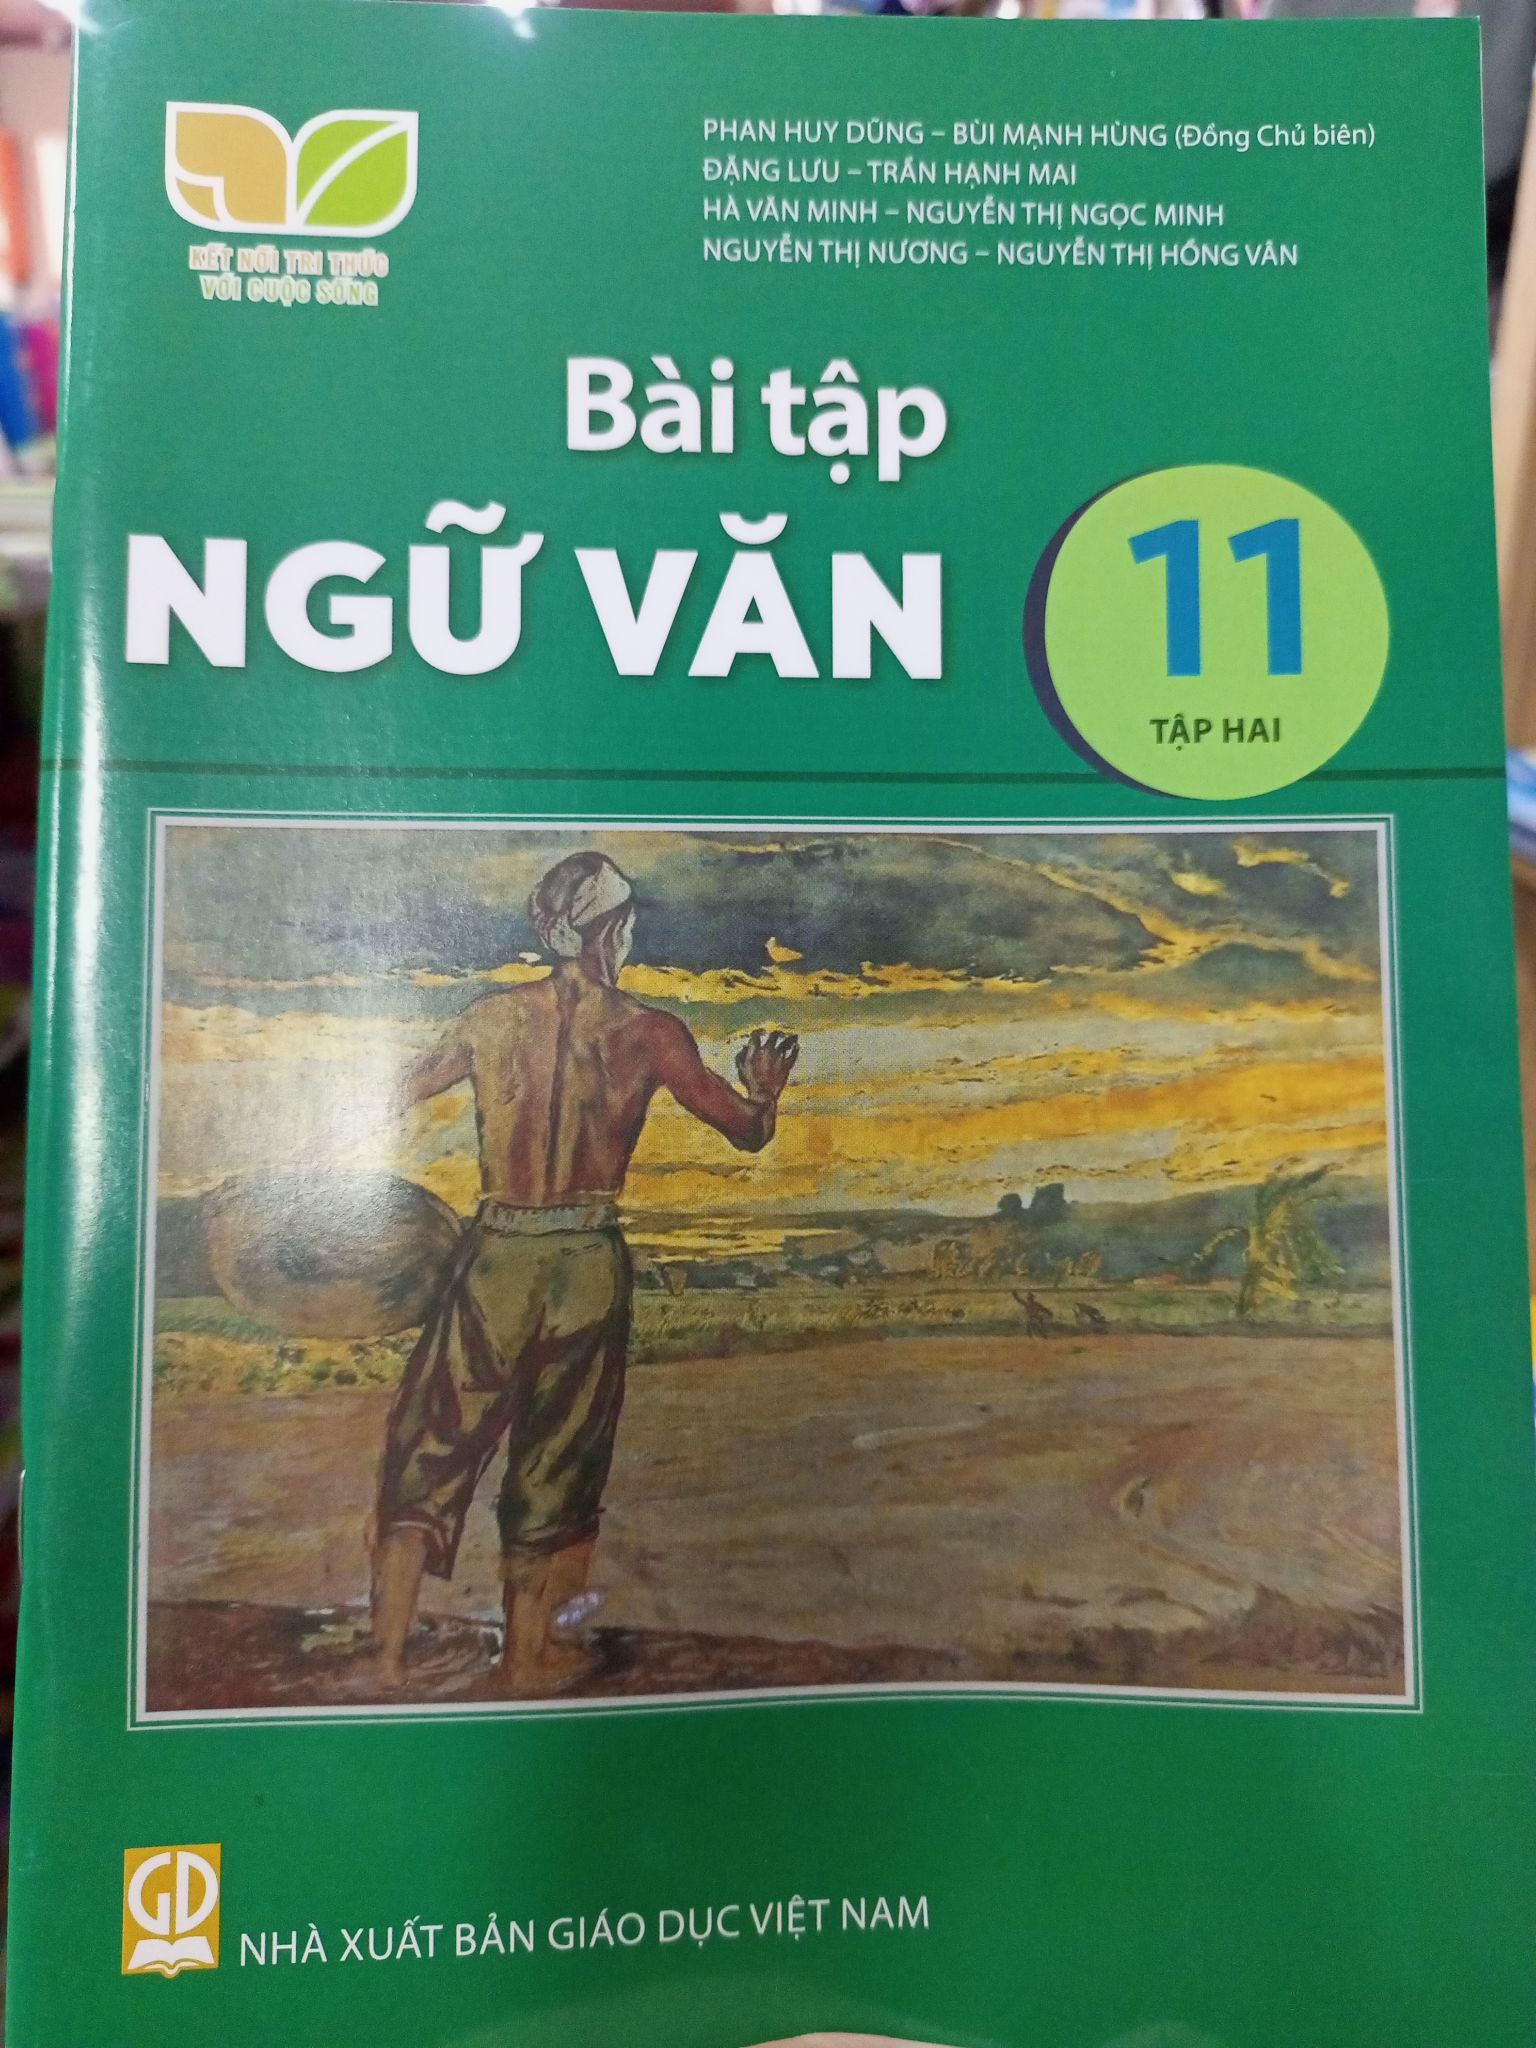 KẾT NỐI TRI THỨC
VỚI CUỘC SỐNG
PHAN HUY DŨNG – BÙI MẠNH HÙNG (Đồng Chủ biên)
ĐẶNG LƯU – TRẦN HẠNH MAI
HÀ VĂN MINH – NGUYỄN THỊ NGỌC MINH
NGUYỄN THỊ NƯƠNG – NGUYỄN THỊ HỒNG VÂN
Bài tập
NGỮ VĂN
11
TẬP HAI
GD
NHÀ XUẤT BẢN GIÁO DỤC VIỆT NAM